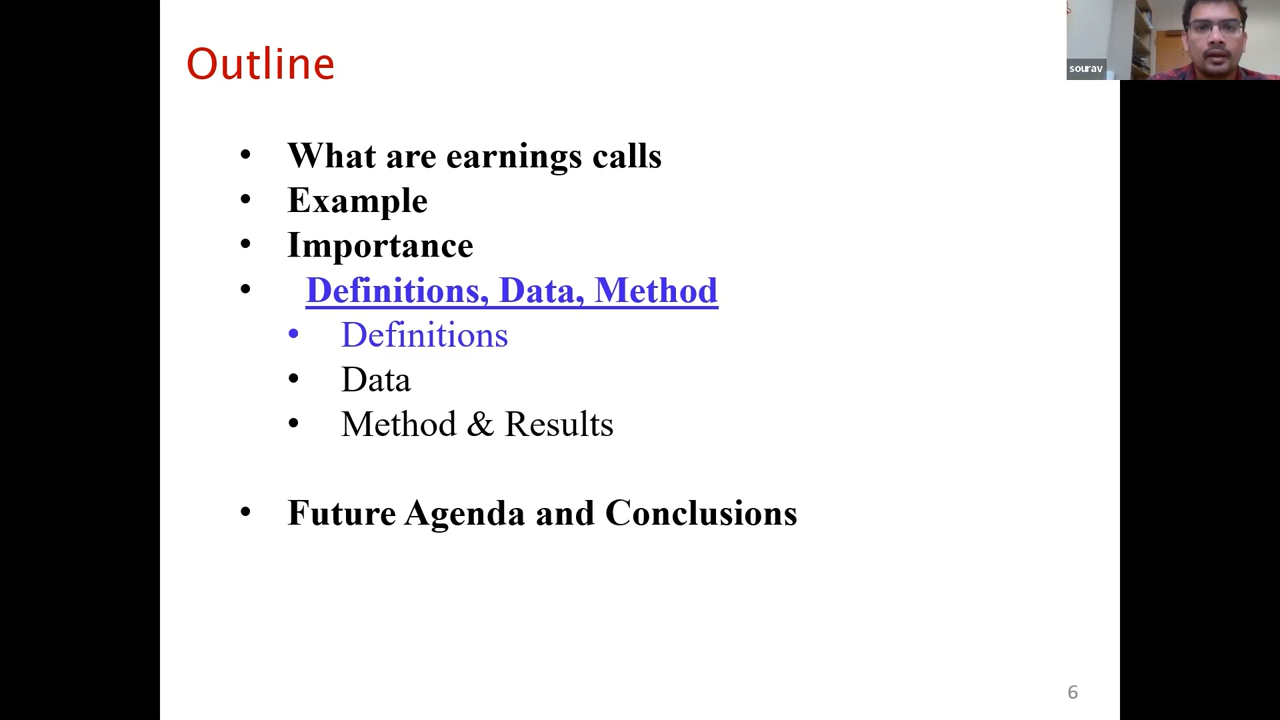 Outline
sourav
• What are earnings calls
• Example
• Importance
• Definitions, Data, Method
• Definitions
• Data
• Method & Results
• Future Agenda and Conclusions
6